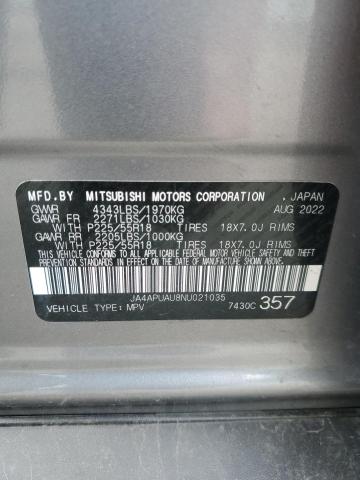 MFD.BY MITSUBISHI MOTORS CORPORATION , JAPAN
GVWR 4343LBS/1970KG AUG 2022
GAWR FR 2271LBS/1030KG
WITH P225/55R18 TIRES 18X7.0J RIMS
GAWR RR 2205LBS/1000KG
WITH P225/55R18 TIRES 18X7.0J RIMS
THIS VEHICLE CONFORMS TO ALL APPLICABLE FEDERAL
MOTOR VEHICLE SAFETY, BUMPER AND THEFT
PREVENTION STANDARDS IN EFFECT ON THE DATE OF
MANUFACTURE SHOWN ABOVE.
JA4APUAU8NU021035
VEHICLE TYPE:MPV 7430C 357